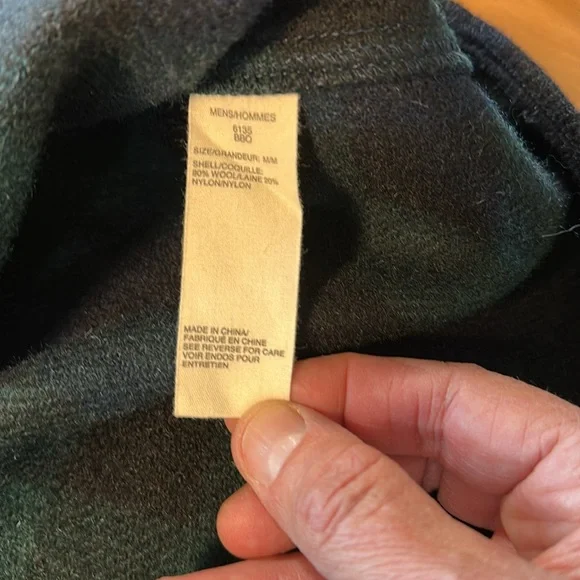 MENS/HOMMES
6135
BBO
SIZE/GRANDEUR: M/M
SHELL/COQUILLE:
80% WOOL/LAINE 20%
NYLON/NYLON
MADE IN CHINA/
FABRIQUÉ EN CHINE
SEE REVERSE FOR CARE
VOIR ENDOS POUR
ENTRETIEN